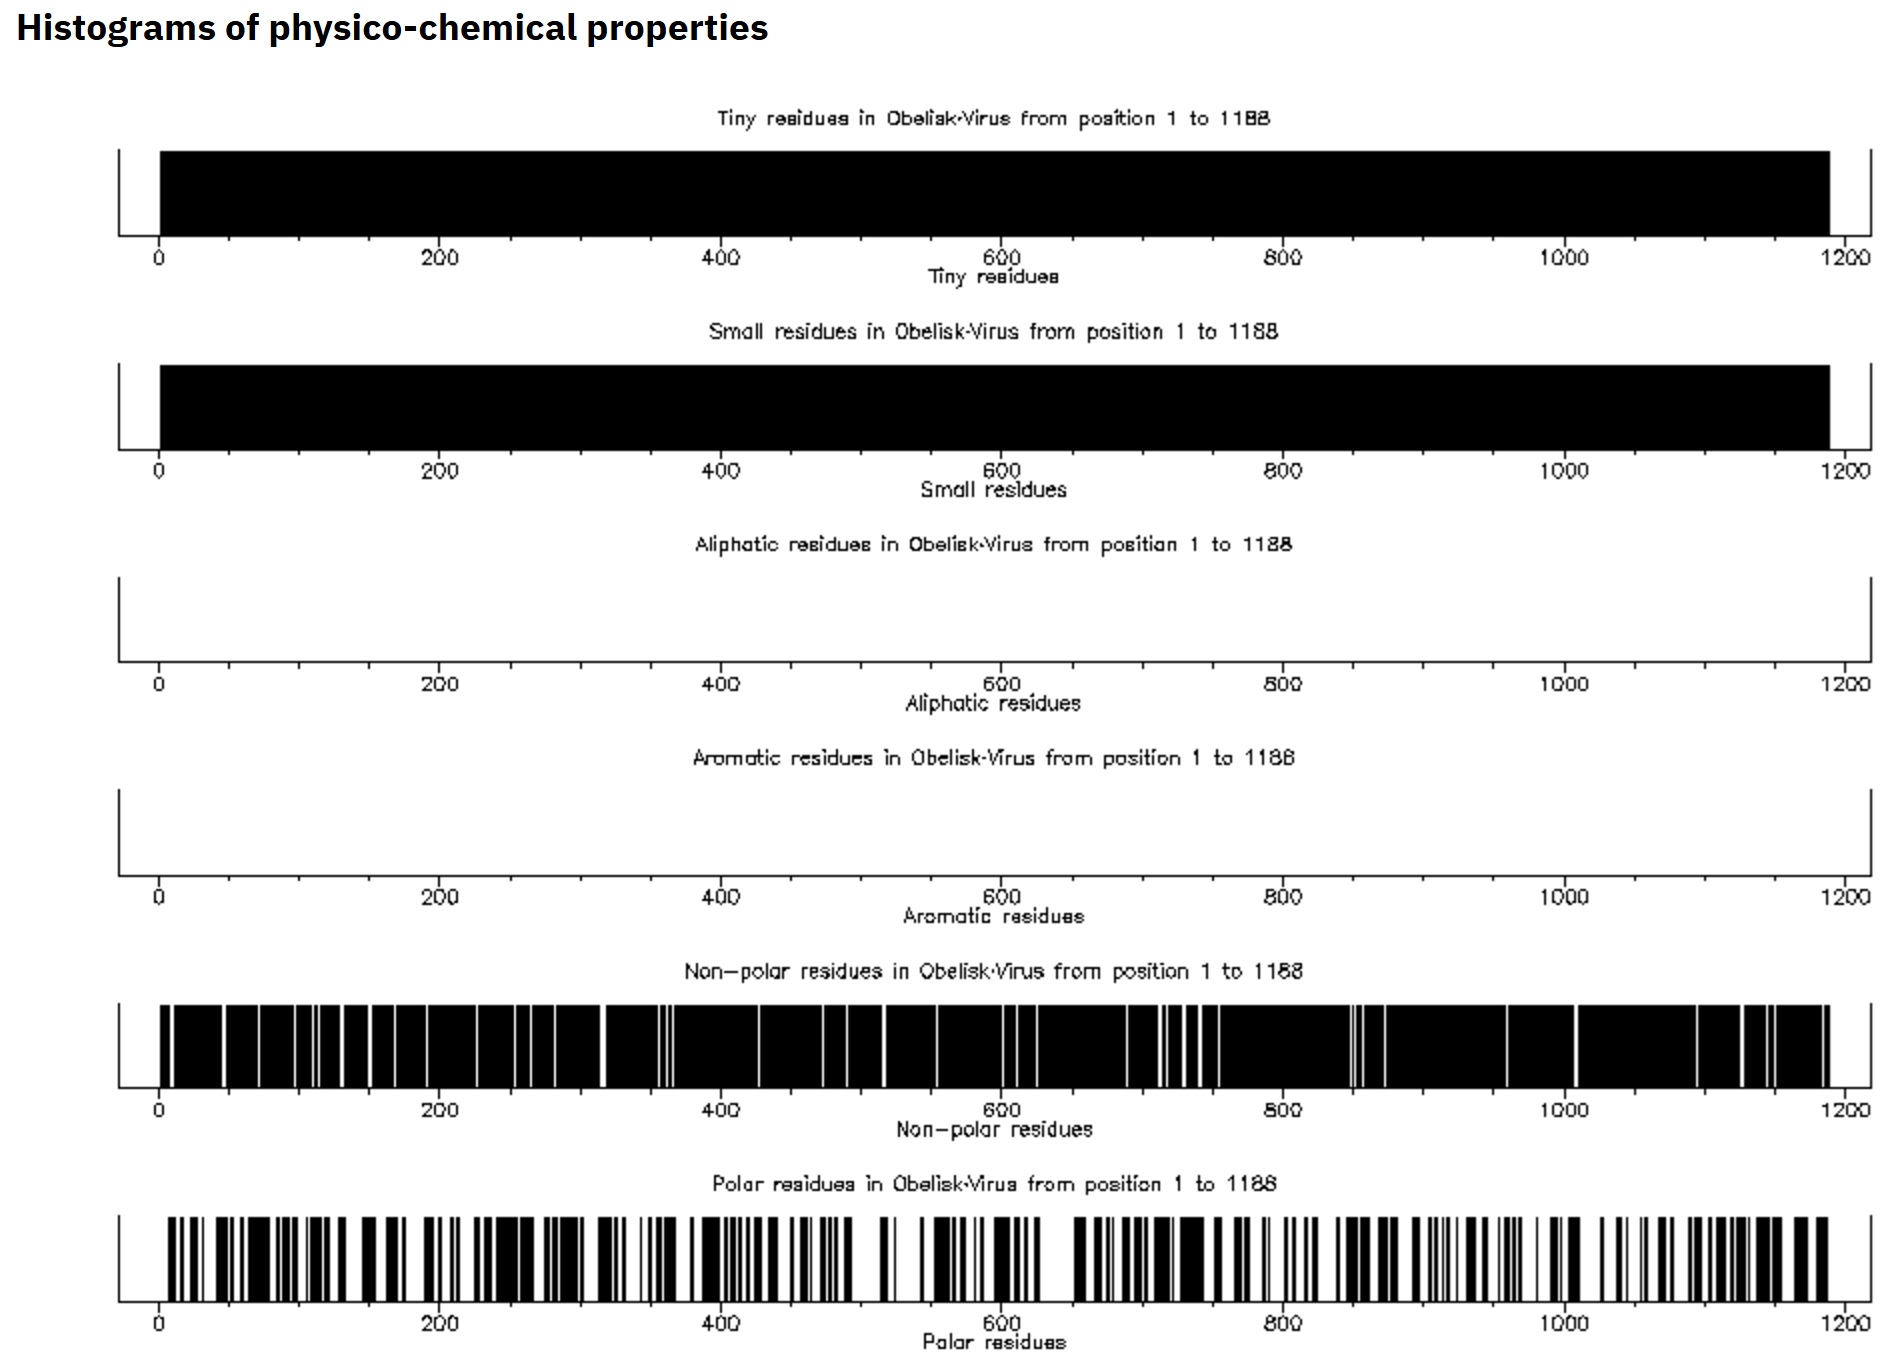 Histograms of physico-chemical properties
Tiny residues in Obelisk-Virus from position 1 to 1188
0 200 400 600 800 1000 1200
Tiny residues
Small residues in Obelisk-Virus from position 1 to 1188
0 200 400 600 800 1000 1200
Small residues
Aliphatic residues in Obelisk-Virus from position 1 to 1188
0 200 400 600 800 1000 1200
Aliphatic residues
Aromatic residues in Obelisk-Virus from position 1 to 1188
0 200 400 600 800 1000 1200
Aromatic residues
Non-polar residues in Obelisk-Virus from position 1 to 1188
0 200 400 600 800 1000 1200
Non-polar residues
Polar residues in Obelisk-Virus from position 1 to 1188
0 200 400 600 800 1000 1200
Polar residues